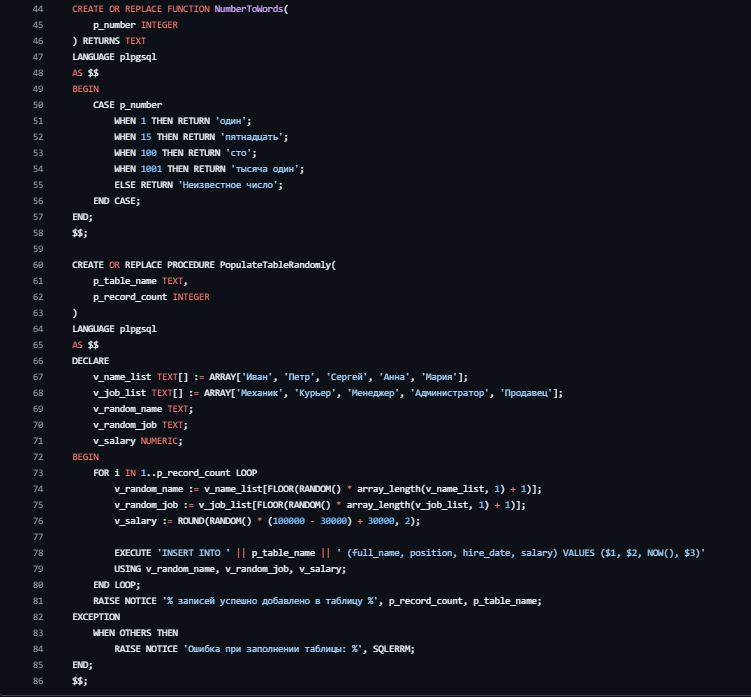 44 CREATE OR REPLACE FUNCTION NumberToWords(
45     p_number INTEGER
46 ) RETURNS TEXT
47 LANGUAGE plpgsql
48 AS $$
49 BEGIN
50     CASE p_number
51         WHEN 1 THEN RETURN 'один';
52         WHEN 15 THEN RETURN 'пятнадцать';
53         WHEN 100 THEN RETURN 'сто';
54         WHEN 1001 THEN RETURN 'тысяча один';
55         ELSE RETURN 'Неизвестное число';
56     END CASE;
57 END;
58 $$;
59
60 CREATE OR REPLACE PROCEDURE PopulateTableRandomly(
61     p_table_name TEXT,
62     p_record_count INTEGER
63 )
64 LANGUAGE plpgsql
65 AS $$
66 DECLARE
67     v_name_list TEXT[] := ARRAY['Иван', 'Петр', 'Сергей', 'Анна', 'Мария'];
68     v_job_list TEXT[] := ARRAY['Механик', 'Курьер', 'Менеджер', 'Администратор', 'Продавец'];
69     v_random_name TEXT;
70     v_random_job TEXT;
71     v_salary NUMERIC;
72 BEGIN
73     FOR i IN 1..p_record_count LOOP
74         v_random_name := v_name_list[FLOOR(RANDOM() * array_length(v_name_list, 1) + 1)];
75         v_random_job := v_job_list[FLOOR(RANDOM() * array_length(v_job_list, 1) + 1)];
76         v_salary := ROUND(RANDOM() * (100000 - 30000) + 30000, 2);
77
78         EXECUTE 'INSERT INTO ' || p_table_name || ' (full_name, position, hire_date, salary) VALUES ($1, $2, NOW(), $3)'
79         USING v_random_name, v_random_job, v_salary;
80     END LOOP;
81     RAISE NOTICE '% записей успешно добавлено в таблицу %', p_record_count, p_table_name;
82 EXCEPTION
83     WHEN OTHERS THEN
84         RAISE NOTICE 'Ошибка при заполнении таблицы: %', SQLERRM;
85 END;
86 $$;